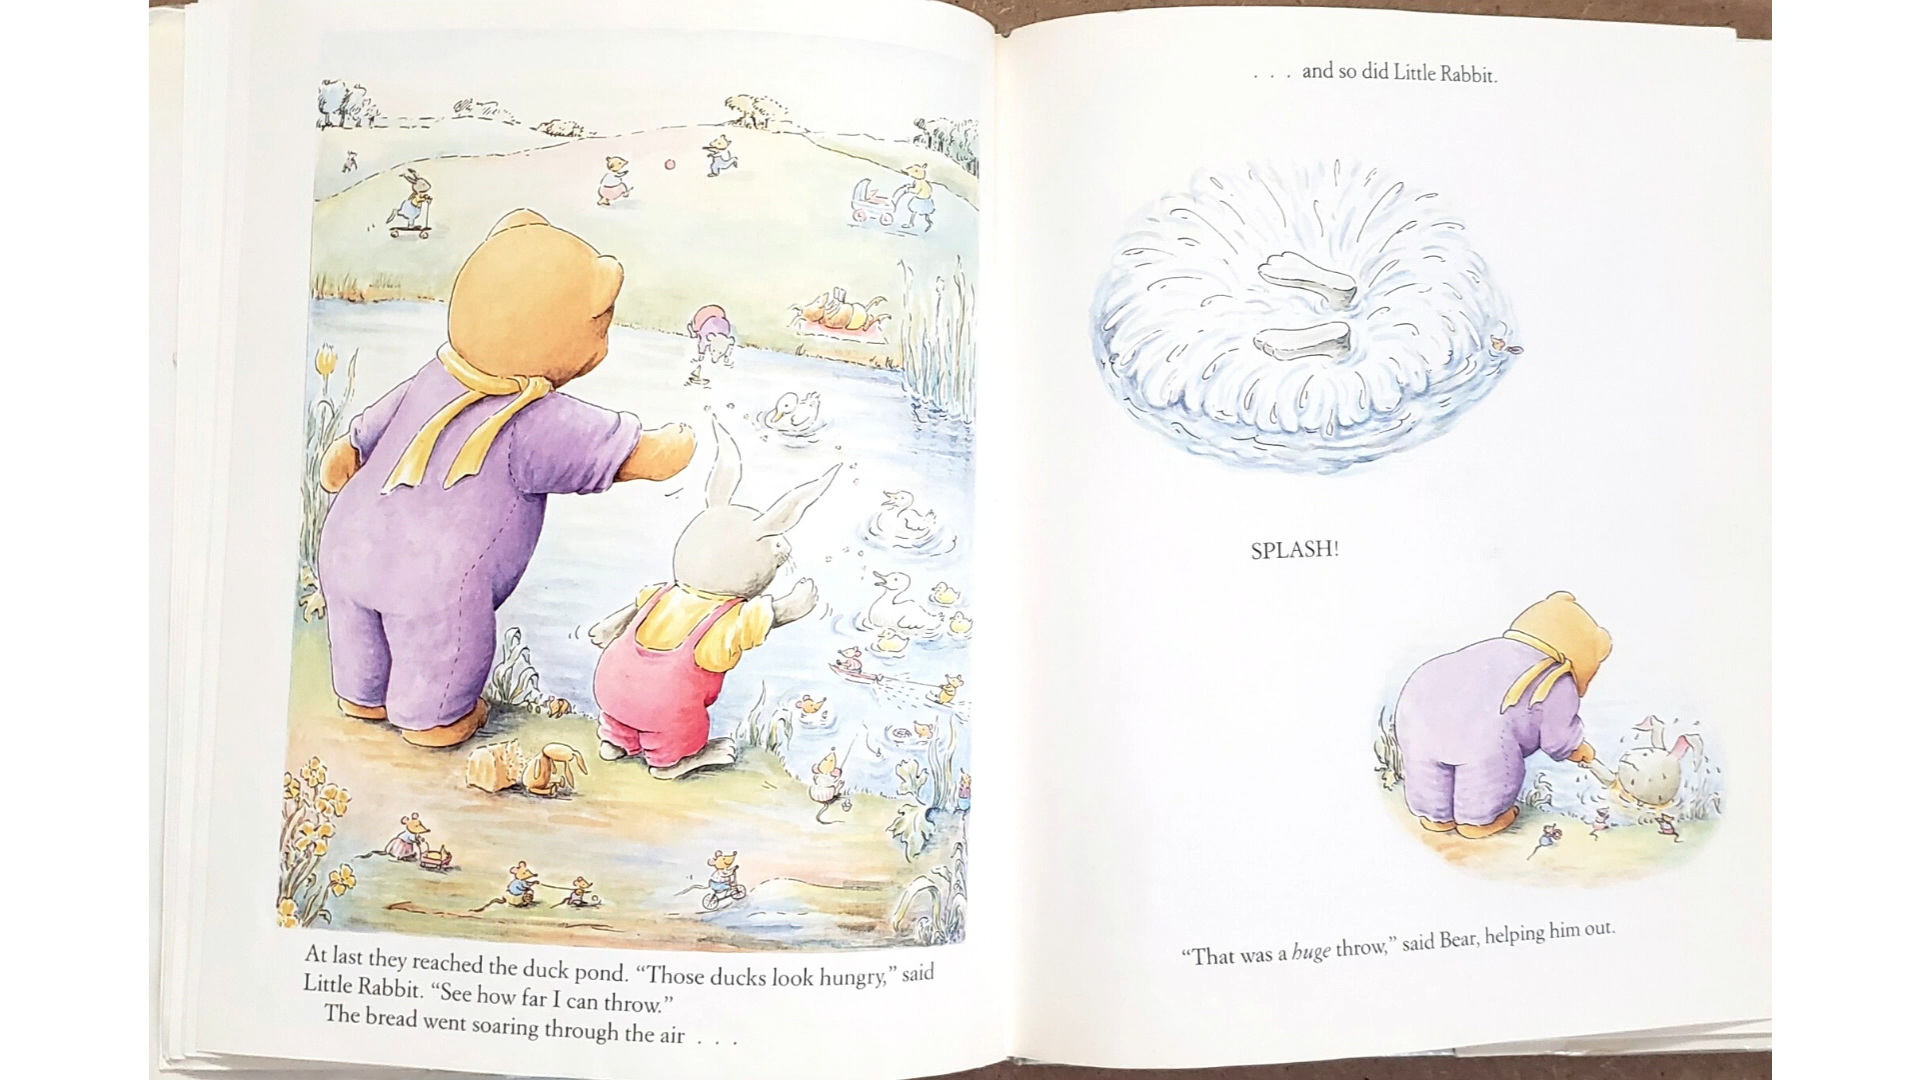 At last they reached the duck pond. “Those ducks look hungry,” said
Little Rabbit. “See how far I can throw.”
The bread went soaring through the air . . .
. . . and so did Little Rabbit.
SPLASH!
“That was a huge throw,” said Bear, helping him out.